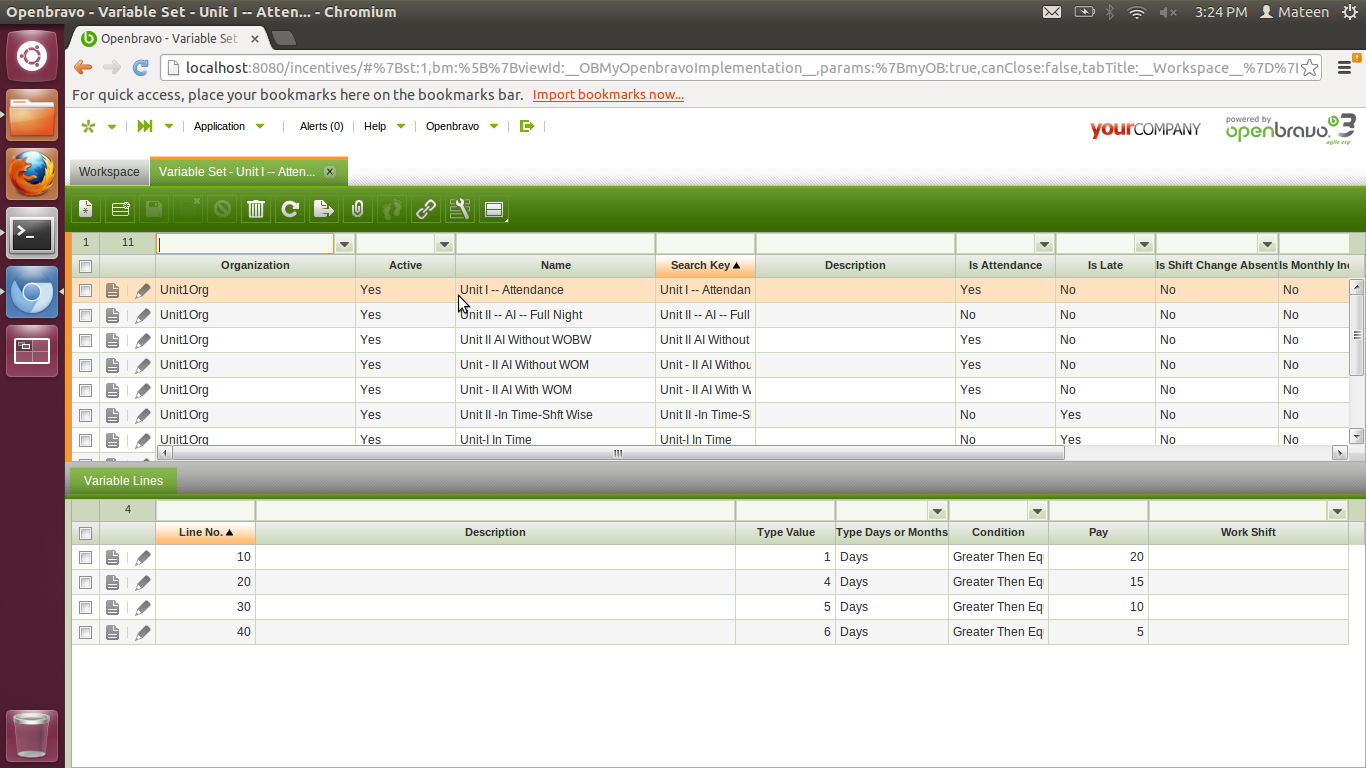 Openbravo - Variable Set - Unit I -- Atten... - Chromium 3:24 PM Mateen
Openbravo - Variable Set
localhost:8080/incentives/#%7Bst:1,bm:%5B%7BviewId:__OBMyOpenbravoImplementation__,params:%7BmyOB:true,canClose:false,tabTitle:__Workspace__%7D%7
For quick access, place your bookmarks here on the bookmarks bar. Import bookmarks now...
Application Alerts (0) Help Openbravo
yourCOMPANY
powered by
openbravo. 3
agile erp
Workspace Variable Set - Unit I -- Atten...
1 11
Organization Active Name Search Key Description Is Attendance Is Late Is Shift Change Absent Is Monthly Inc
Unit1Org Yes Unit I -- Attendance Unit I -- Attendan Yes No No No
Unit1Org Yes Unit II -- AI -- Full Night Unit II -- AI -- Full No No No No
Unit1Org Yes Unit II AI Without WOBW Unit II AI Without Yes No No No
Unit1Org Yes Unit - II AI Without WOM Unit - II AI Withou Yes No No No
Unit1Org Yes Unit - II AI With WOM Unit - II AI With W Yes No No No
Unit1Org Yes Unit II -In Time-Shft Wise Unit II -In Time-S No Yes No No
Unit1Org Yes Unit-I In Time Unit-I In Time No Yes No No
Variable Lines
4
Line No. Description Type Value Type Days or Months Condition Pay Work Shift
10 1 Days Greater Then Eq 20
20 4 Days Greater Then Eq 15
30 5 Days Greater Then Eq 10
40 6 Days Greater Then Eq 5